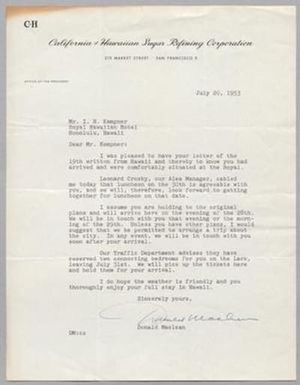 C·H
California & Hawaiian Sugar Refining Corporation
215 MARKET STREET · SAN FRANCISCO 5
OFFICE OF THE PRESIDENT
July 20, 1953
Mr. I. H. Kempner
Royal Hawaiian Hotel
Honolulu, Hawaii
Dear Mr. Kempner:
I was pleased to have your letter of the
19th written from Hawaii and thereby to know you had
arrived and were comfortably situated at the Royal.
Leonard Crosby, our Alea Manager, cabled
me today that luncheon on the 30th is agreeable with
you, and we will, therefore, look forward to getting
together for luncheon on that date.
I assume you are holding to the original
plans and will arrive here on the evening of the 28th.
We will be in touch with you that evening or the morn-
ing of the 29th. Unless you have other plans, I would
suggest that we be permitted to arrange a trip about
the city. In any event, we will be in touch with you
soon after your arrival.
Our Traffic Department advises they have
reserved two connecting bedrooms for you on the Lark,
leaving July 31st. We will pick up the tickets here
and hold them for your arrival.
I do hope the weather is friendly and you
thoroughly enjoy your full stay in Hawaii.
Sincerely yours,
Donald Maclean
Donald Maclean
DM:cc